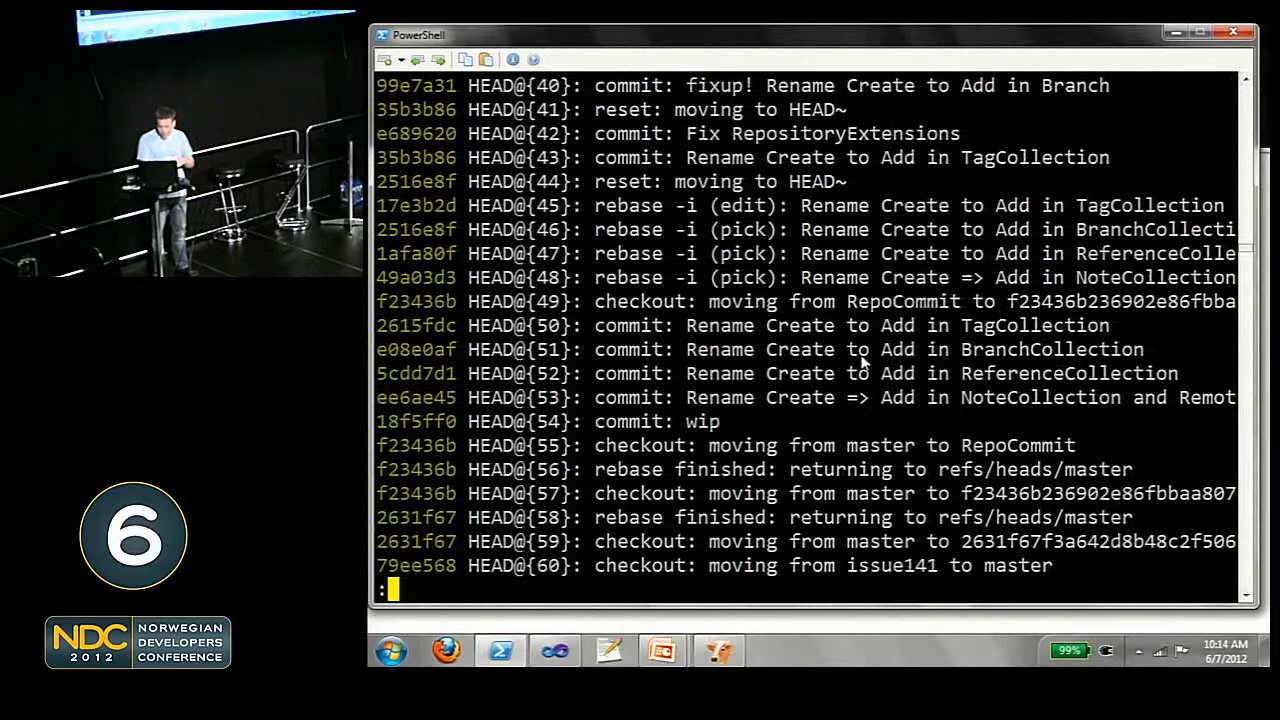 PowerShell
99e7a31 HEAD@{40}: commit: fixup! Rename Create to Add in Branch
35b3b86 HEAD@{41}: reset: moving to HEAD~
e689620 HEAD@{42}: commit: Fix RepositoryExtensions
35b3b86 HEAD@{43}: commit: Rename Create to Add in TagCollection
2516e8f HEAD@{44}: reset: moving to HEAD~
17e3b2d HEAD@{45}: rebase -i (edit): Rename Create to Add in TagCollection
2516e8f HEAD@{46}: rebase -i (pick): Rename Create to Add in BranchCollecti
1afa80f HEAD@{47}: rebase -i (pick): Rename Create to Add in ReferenceColle
49a03d3 HEAD@{48}: rebase -i (pick): Rename Create => Add in NoteCollection
f23436b HEAD@{49}: checkout: moving from RepoCommit to f23436b236902e86fbba
2615fdc HEAD@{50}: commit: Rename Create to Add in TagCollection
e08e0af HEAD@{51}: commit: Rename Create to Add in BranchCollection
5cdd7d1 HEAD@{52}: commit: Rename Create to Add in ReferenceCollection
ee6ae45 HEAD@{53}: commit: Rename Create => Add in NoteCollection and Remot
18f5ff0 HEAD@{54}: commit: wip
f23436b HEAD@{55}: checkout: moving from master to RepoCommit
f23436b HEAD@{56}: rebase finished: returning to refs/heads/master
f23436b HEAD@{57}: checkout: moving from master to f23436b236902e86fbbaa807
2631f67 HEAD@{58}: rebase finished: returning to refs/heads/master
2631f67 HEAD@{59}: checkout: moving from master to 2631f67f3a642d8b48c2f506
79ee568 HEAD@{60}: checkout: moving from issue141 to master
:
6
NDC 2012
NORWEGIAN
DEVELOPERS
CONFERENCE
99%
10:14 AM
6/7/2012